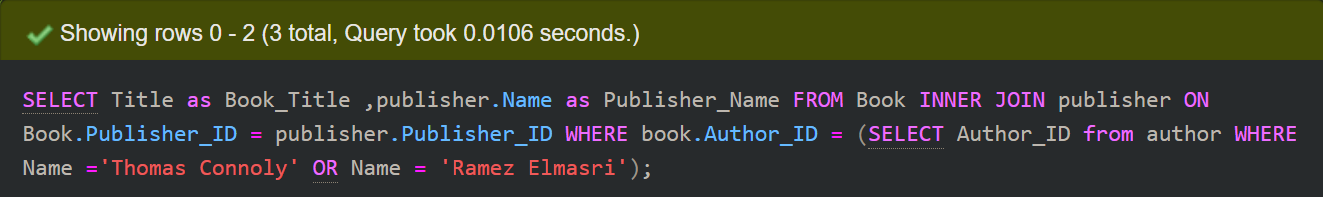 Showing rows 0 - 2 (3 total, Query took 0.0106 seconds.)
SELECT Title as Book_Title ,publisher.Name as Publisher_Name FROM Book INNER JOIN publisher ON
Book.Publisher_ID = publisher.Publisher_ID WHERE book.Author_ID = (SELECT Author_ID from author WHERE
Name ='Thomas Connoly' OR Name = 'Ramez Elmasri');